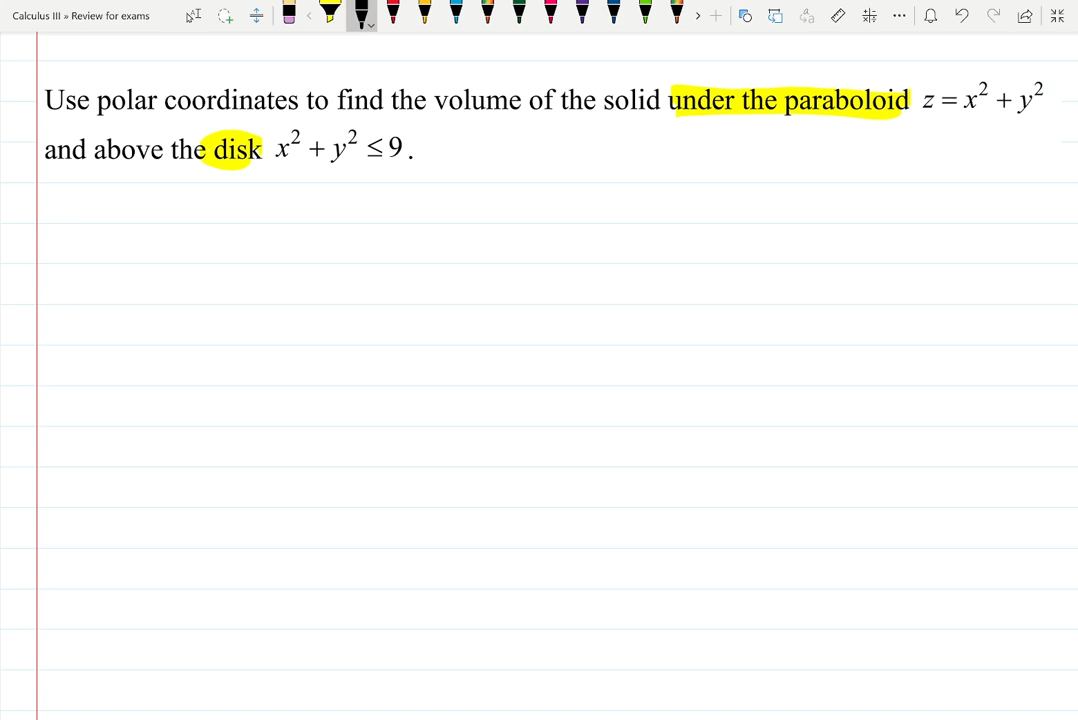 Calculus III » Review for exams
Use polar coordinates to find the volume of the solid under the paraboloid z = x² + y²
and above the disk x² + y² ≤ 9.